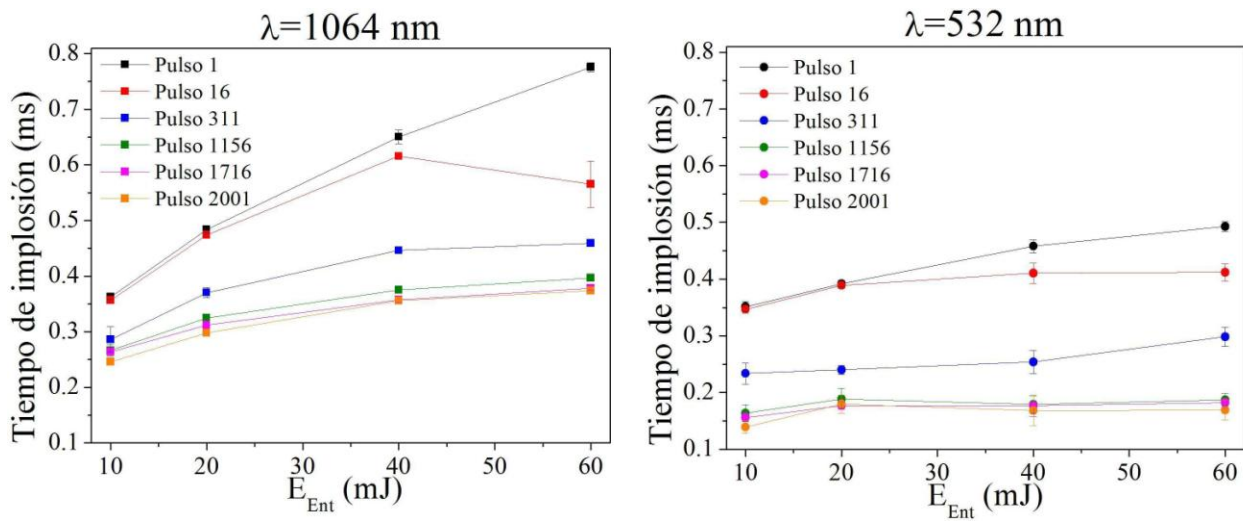 λ=1064 nm
Tiempo de implosión (ms)
0.8
0.7
0.6
0.5
0.4
0.3
0.2
0.1
Pulso 1
Pulso 16
Pulso 311
Pulso 1156
Pulso 1716
Pulso 2001
10 20 30 40 50 60
E_Ent (mJ)
λ=532 nm
Tiempo de implosión (ms)
0.8
0.7
0.6
0.5
0.4
0.3
0.2
0.1
Pulso 1
Pulso 16
Pulso 311
Pulso 1156
Pulso 1716
Pulso 2001
10 20 30 40 50 60
E_Ent (mJ)